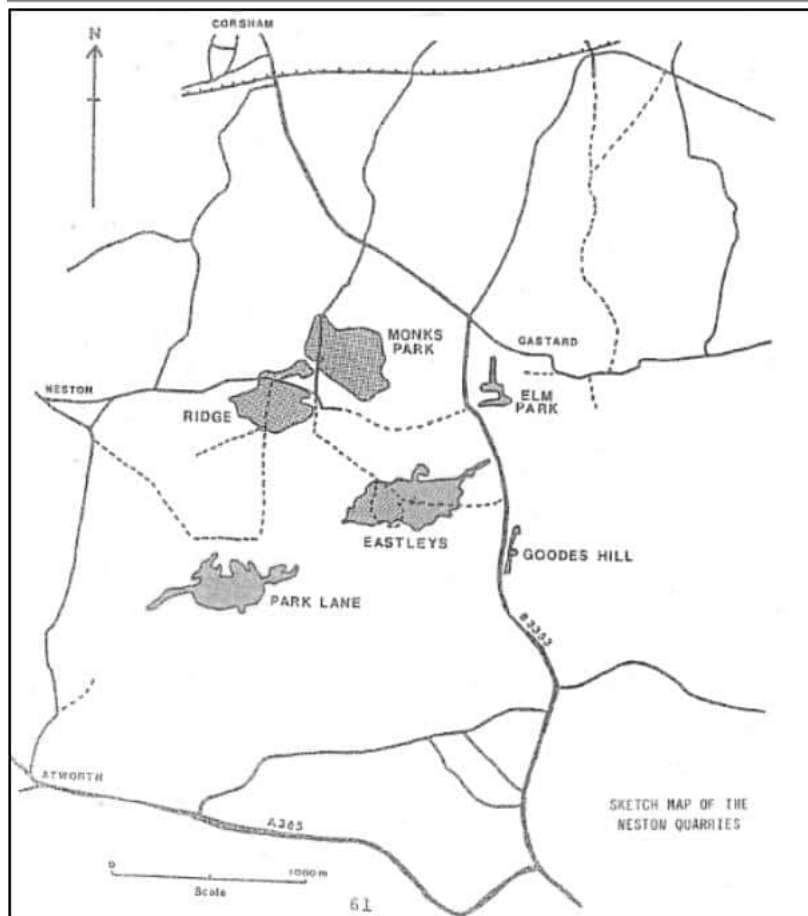 CORSHAM
N
MONKS
PARK
GASTARD
NESTON
ELM
PARK
RIDGE
EASTLEYS
GOODES HILL
PARK LANE
B3353
ATWORTH
SKETCH MAP OF THE
NESTON QUARRIES
A365
0 1000m
Scale
61